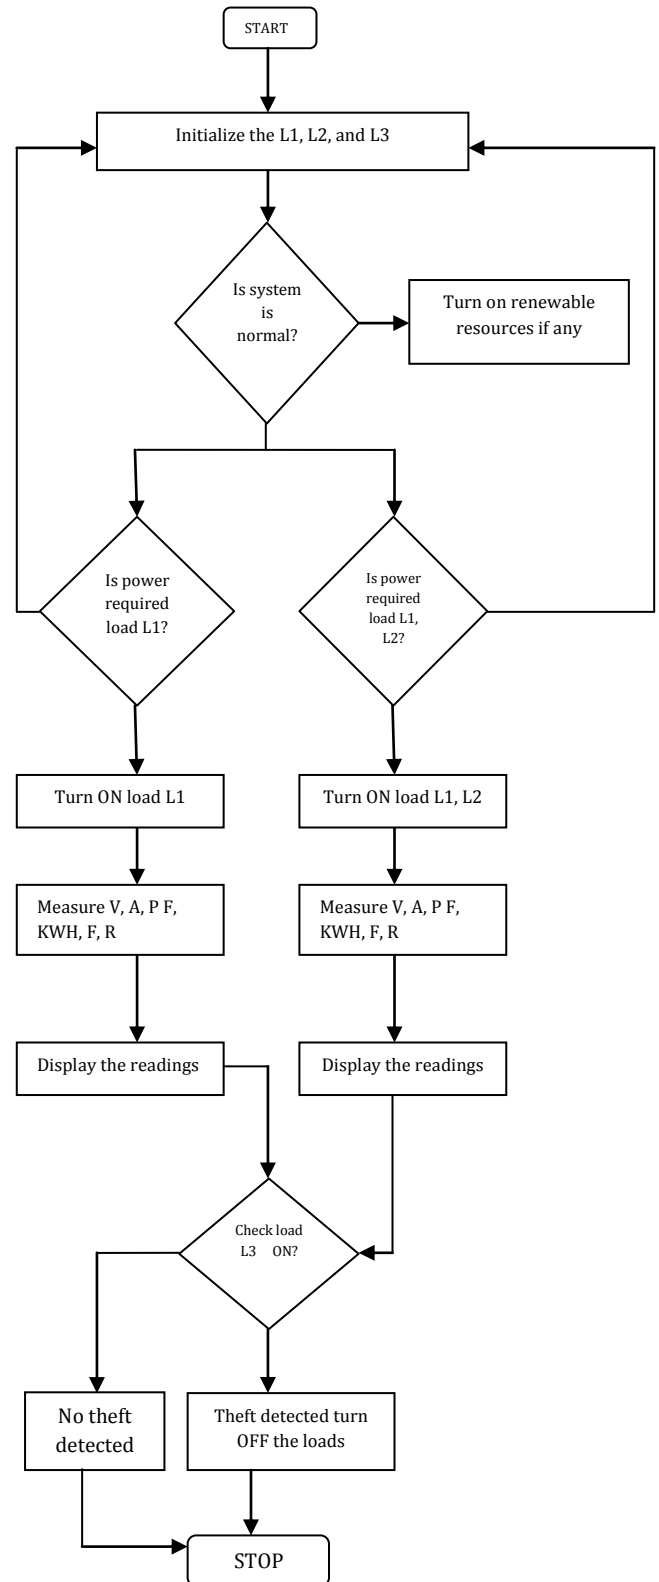 START
Initialize the L1, L2, and L3
Is system
is
normal?
Turn on renewable
resources if any
Is power
required
load L1?
Is power
required
load L1,
L2?
Turn ON load L1
Turn ON load L1, L2
Measure V, A, P F,
KWH, F, R
Measure V, A, P F,
KWH, F, R
Display the readings
Display the readings
Check load
L3 ON?
No theft
detected
Theft detected turn
OFF the loads
STOP